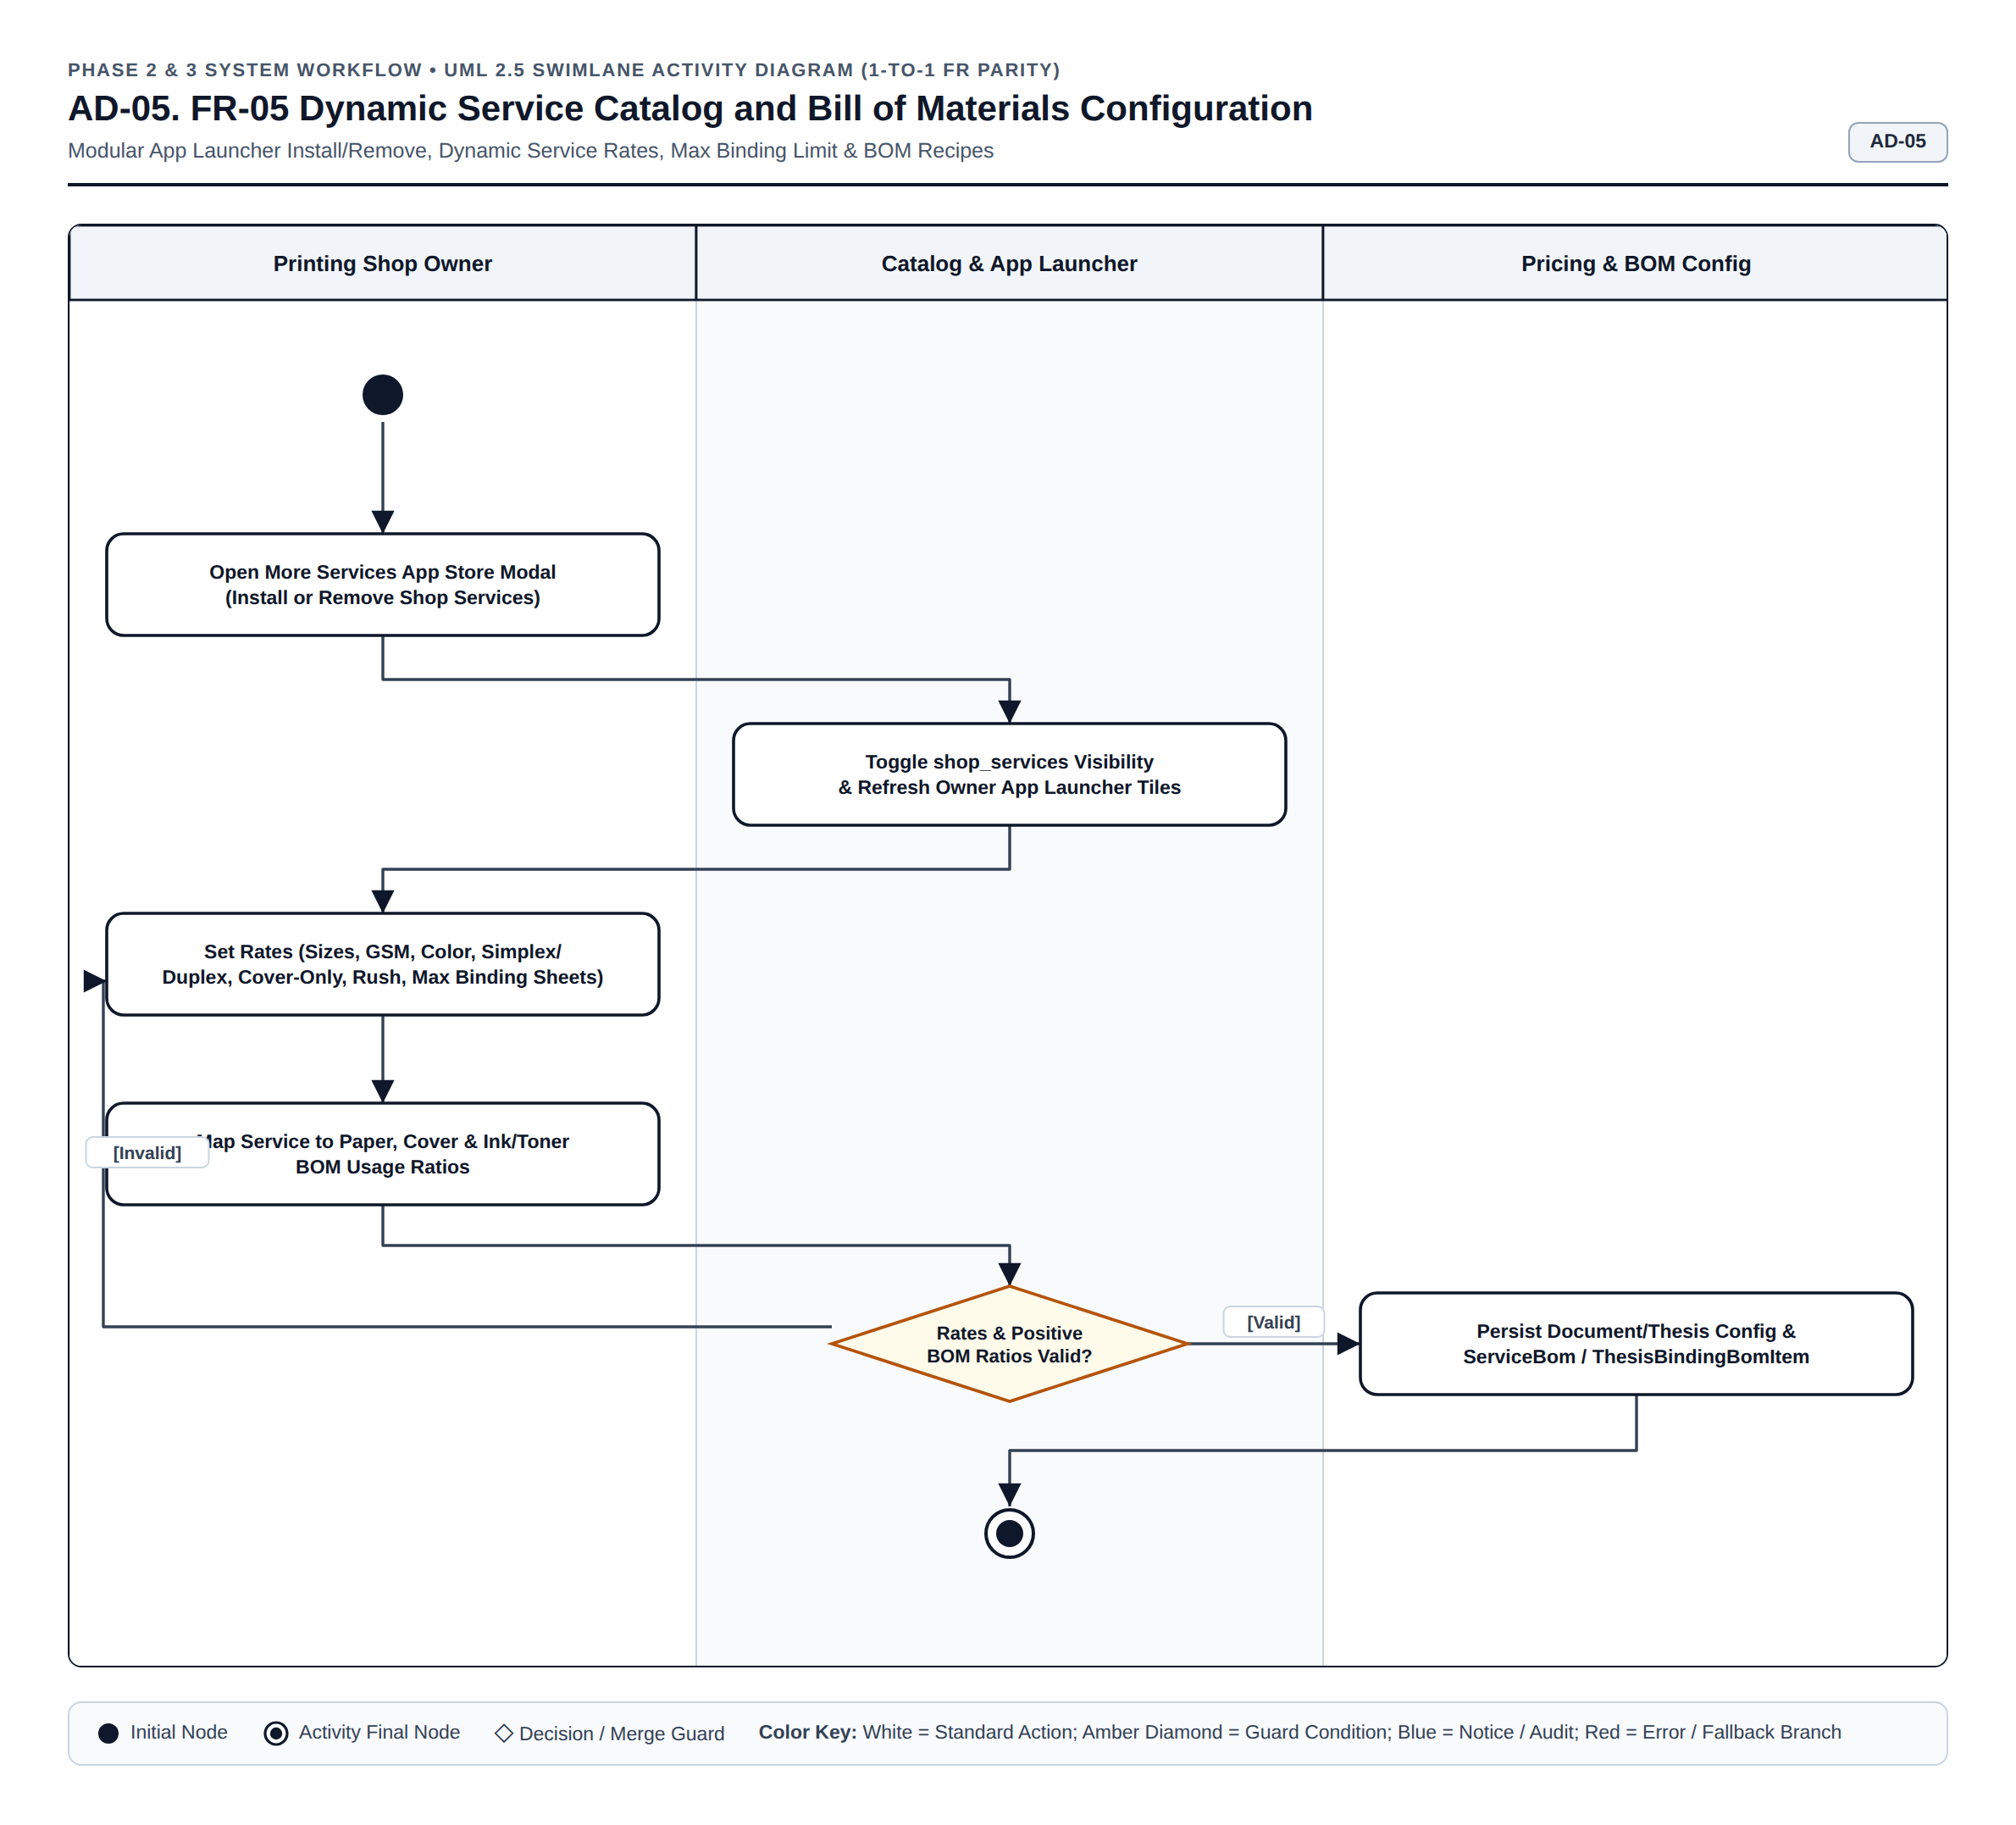 PHASE 2 & 3 SYSTEM WORKFLOW • UML 2.5 SWIMLANE ACTIVITY DIAGRAM (1-TO-1 FR PARITY)
AD-05. FR-05 Dynamic Service Catalog and Bill of Materials Configuration
Modular App Launcher Install/Remove, Dynamic Service Rates, Max Binding Limit & BOM Recipes
AD-05
Printing Shop Owner
Catalog & App Launcher
Pricing & BOM Config
Open More Services App Store Modal
(Install or Remove Shop Services)
Toggle shop_services Visibility
& Refresh Owner App Launcher Tiles
Set Rates (Sizes, GSM, Color, Simplex/
Duplex, Cover-Only, Rush, Max Binding Sheets)
Map Service to Paper, Cover & Ink/Toner
BOM Usage Ratios
[Invalid]
Rates & Positive
BOM Ratios Valid?
[Valid]
Persist Document/Thesis Config &
ServiceBom / ThesisBindingBomItem
Initial Node
Activity Final Node
Decision / Merge Guard
Color Key: White = Standard Action; Amber Diamond = Guard Condition; Blue = Notice / Audit; Red = Error / Fallback Branch